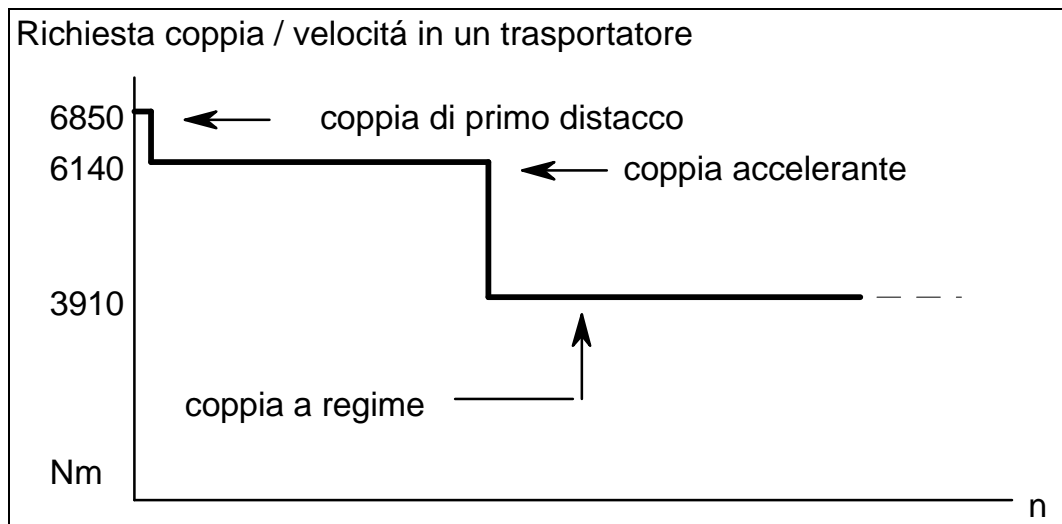 Richiesta coppia / velocitá in un trasportatore
6850
coppia di primo distacco
6140
coppia accelerante
3910
coppia a regime
Nm
n